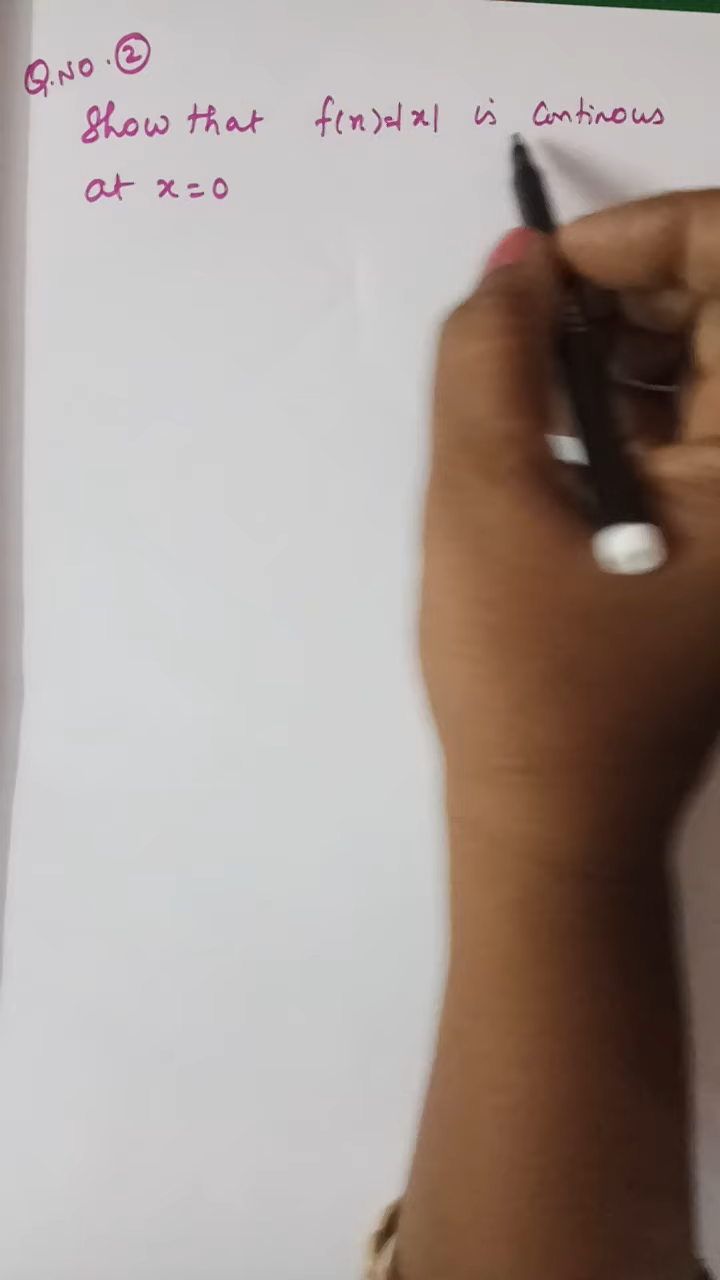 Q.NO. ②
Show that f(x)=|x| is continous
at x=0